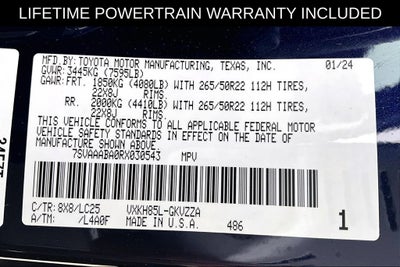 LIFETIME POWERTRAIN WARRANTY INCLUDED
MFD.BY: TOYOTA MOTOR MANUFACTURING, TEXAS, INC. 01/24
GVWR: 3445KG (7595LB)
GAWR: FRT. 1850KG (4080LB) WITH 265/50R22 112H TIRES,
22X8J RIMS.
RR. 2000KG (4410LB) WITH 265/50R22 112H TIRES,
22X8J RIMS.
THIS VEHICLE CONFORMS TO ALL APPLICABLE FEDERAL MOTOR
VEHICLE SAFETY STANDARDS IN EFFECT ON THE DATE OF
MANUFACTURE SHOWN ABOVE.
7SVAAABA0RX030543 MPV
C/TR: 8X8/LC25 VXKH85L-GKVZZA
A/TM: /L4A0F MADE IN U.S.A. 486 1